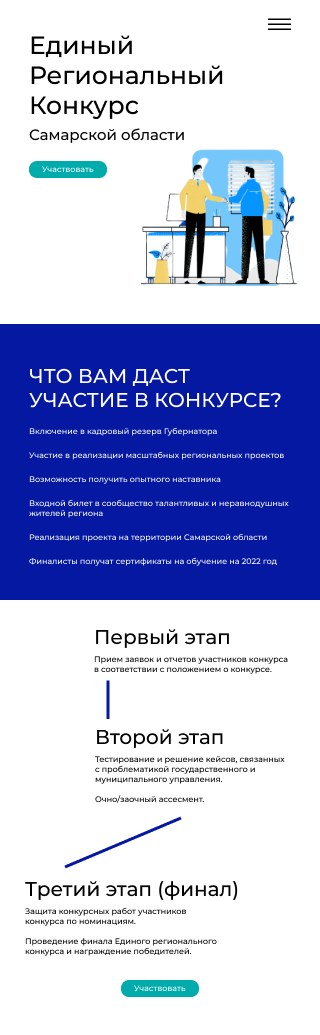 Единый
Региональный
Конкурс
Самарской области
Участвовать
ЧТО ВАМ ДАСТ
УЧАСТИЕ В КОНКУРСЕ?
Включение в кадровый резерв Губернатора
Участие в реализации масштабных региональных проектов
Возможность получить опытного наставника
Входной билет в сообщество талантливых и неравнодушных
жителей региона
Реализация проекта на территории Самарской области
Финалисты получат сертификаты на обучение на 2022 год
Первый этап
Прием заявок и отчетов участников конкурса
в соответствии с положением о конкурсе.
Второй этап
Тестирование и решение кейсов, связанных
с проблематикой государственного и
муниципального управления.
Очно/заочный ассесмент.
Третий этап (финал)
Защита конкурсных работ участников
конкурса по номинациям.
Проведение финала Единого регионального
конкурса и награждение победителей.
Участвовать